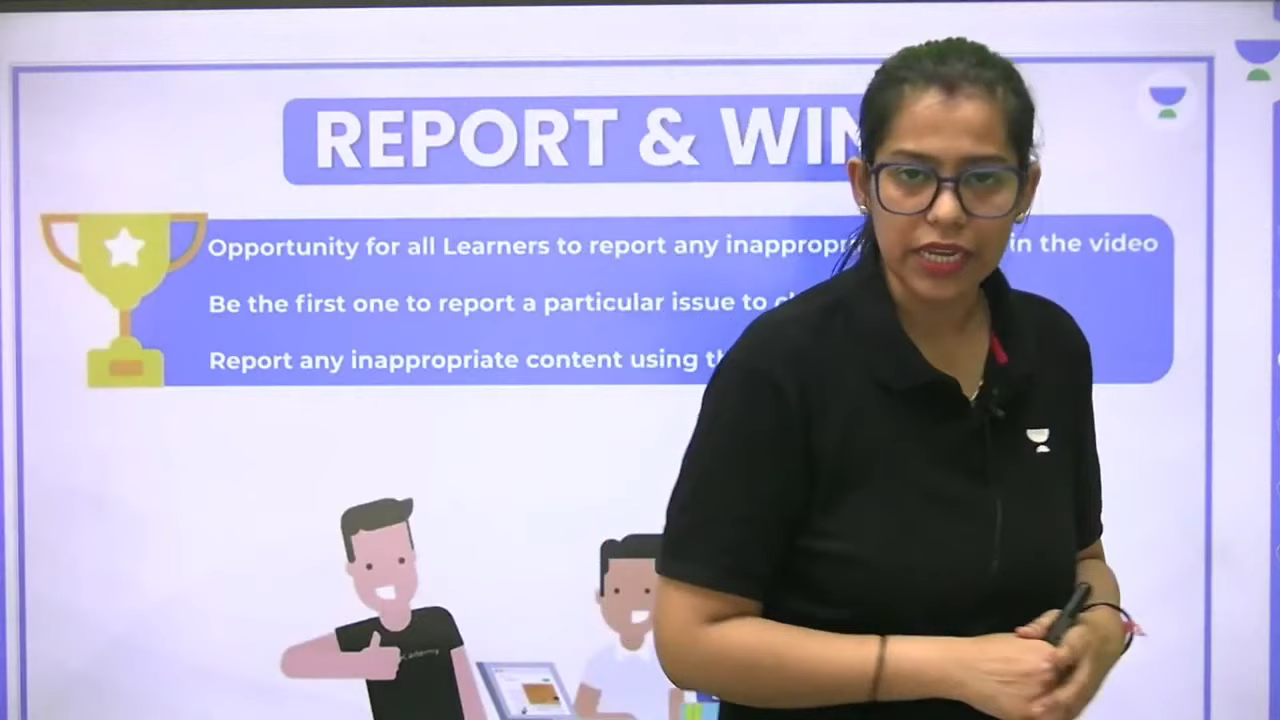 REPORT & WIN
Opportunity for all Learners to report any inappropri in the video
Be the first one to report a particular issue to
Report any inappropriate content using